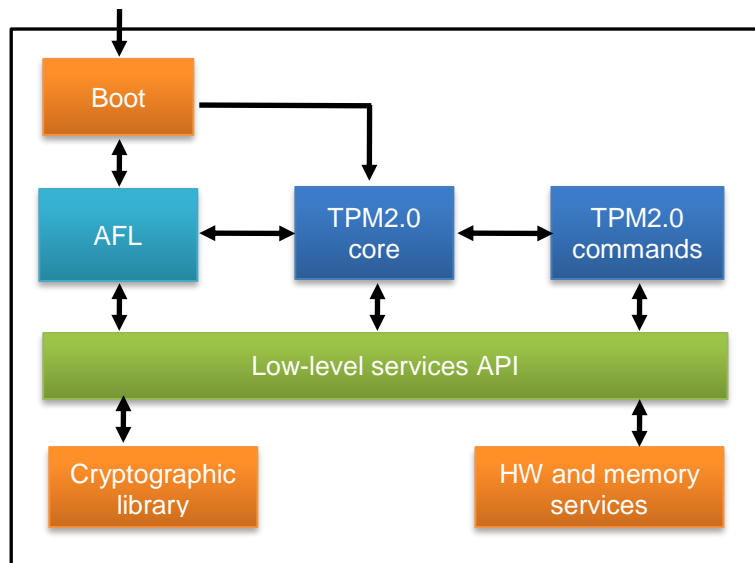 Boot
AFL
TPM2.0
core
TPM2.0
commands
Low-level services API
Cryptographic
library
HW and memory
services